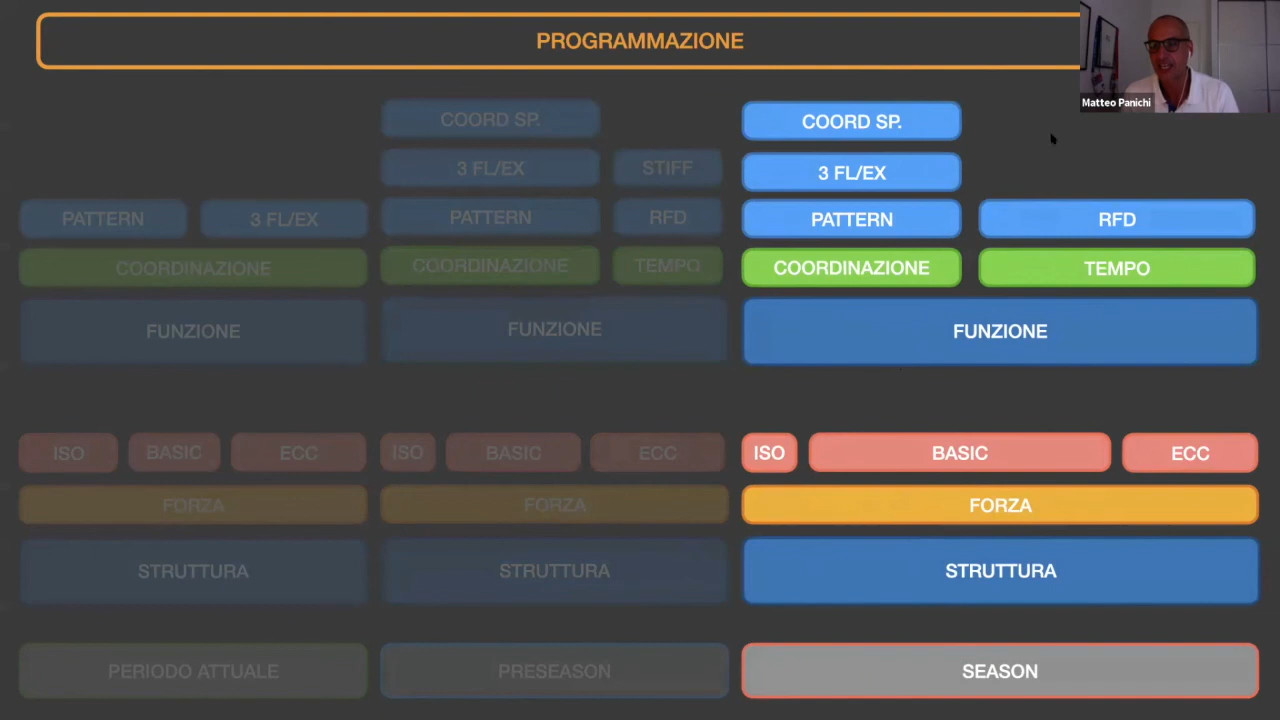 PROGRAMMAZIONE
Matteo Panichi
COORD SP. COORD SP.
3 FL/EX STIFF 3 FL/EX
PATTERN 3 FL/EX PATTERN RFD PATTERN RFD
COORDINAZIONE COORDINAZIONE TEMPO COORDINAZIONE TEMPO
FUNZIONE FUNZIONE FUNZIONE
ISO BASIC ECC ISO BASIC ECC ISO BASIC ECC
FORZA FORZA FORZA
STRUTTURA STRUTTURA STRUTTURA
PERIODO ATTUALE PRESEASON SEASON